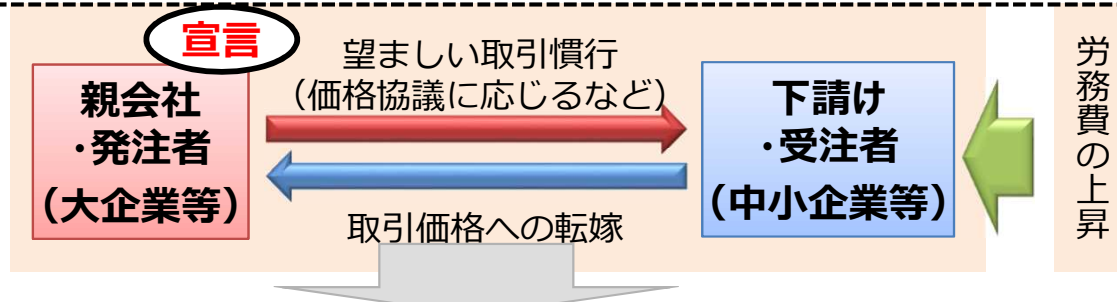 宣言
親会社
・発注者
(大企業等)
望ましい取引慣行
(価格協議に応じるなど)
取引価格への転嫁
下請け
・受注者
(中小企業等)
労務費の上昇